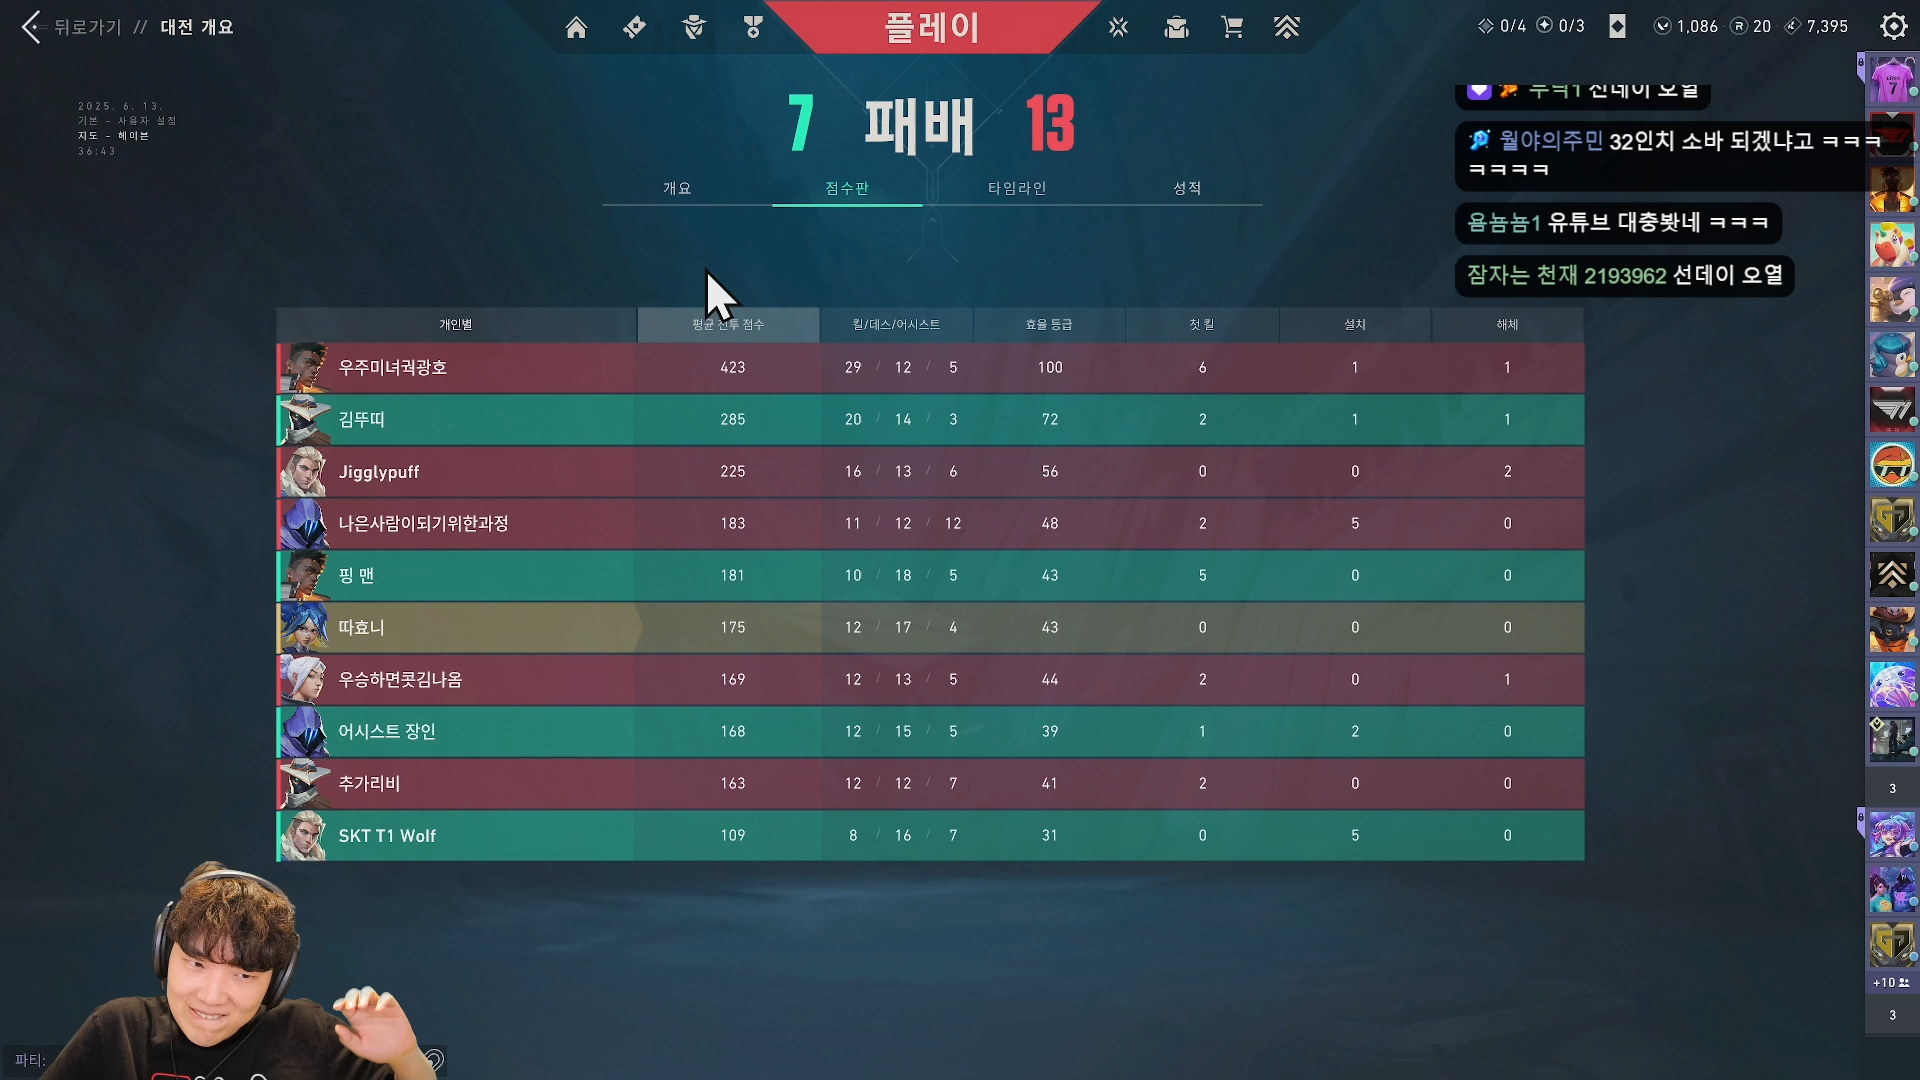 뒤로가기 // 대전 개요
플레이
0/4 0/3 1,086 20 7,395
2025. 6. 13.
기본 - 사용자 설정
지도 - 헤이븐
36:43
7 패배 13
개요 점수판 타임라인 성적
선데이 오열
월야의주민 32인치 소바 되겠냐고 ㅋㅋㅋ
ㅋㅋㅋㅋ
욤뇸뇸1 유튜브 대충봣네 ㅋㅋㅋ
잠자는 천재 2193962 선데이 오열
개인별 평균 전투 점수 킬/데스/어시스트 효율 등급 첫 킬 설치 해체
우주미녀궉광호 423 29 / 12 / 5 100 6 1 1
김뚜띠 285 20 / 14 / 3 72 2 1 1
Jigglypuff 225 16 / 13 / 6 56 0 0 2
나은사람이되기위한과정 183 11 / 12 / 12 48 2 5 0
핑 맨 181 10 / 18 / 5 43 5 0 0
따효니 175 12 / 17 / 4 43 0 0 0
우승하면콧김나옴 169 12 / 13 / 5 44 2 0 1
어시스트 장인 168 12 / 15 / 5 39 1 2 0
추가리비 163 12 / 12 / 7 41 2 0 0
SKT T1 Wolf 109 8 / 16 / 7 31 0 5 0
3
+10
3
파티: